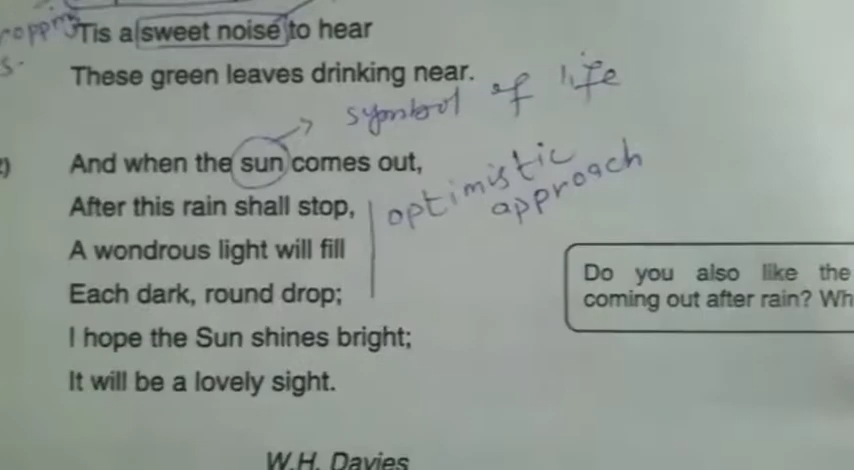 'Tis a sweet noise to hear
These green leaves drinking near.
symbol of life
And when the sun comes out,
After this rain shall stop,
optimistic
approach
A wondrous light will fill
Each dark, round drop;
I hope the Sun shines bright;
It will be a lovely sight.
Do you also like the
coming out after rain?
W.H. Davies